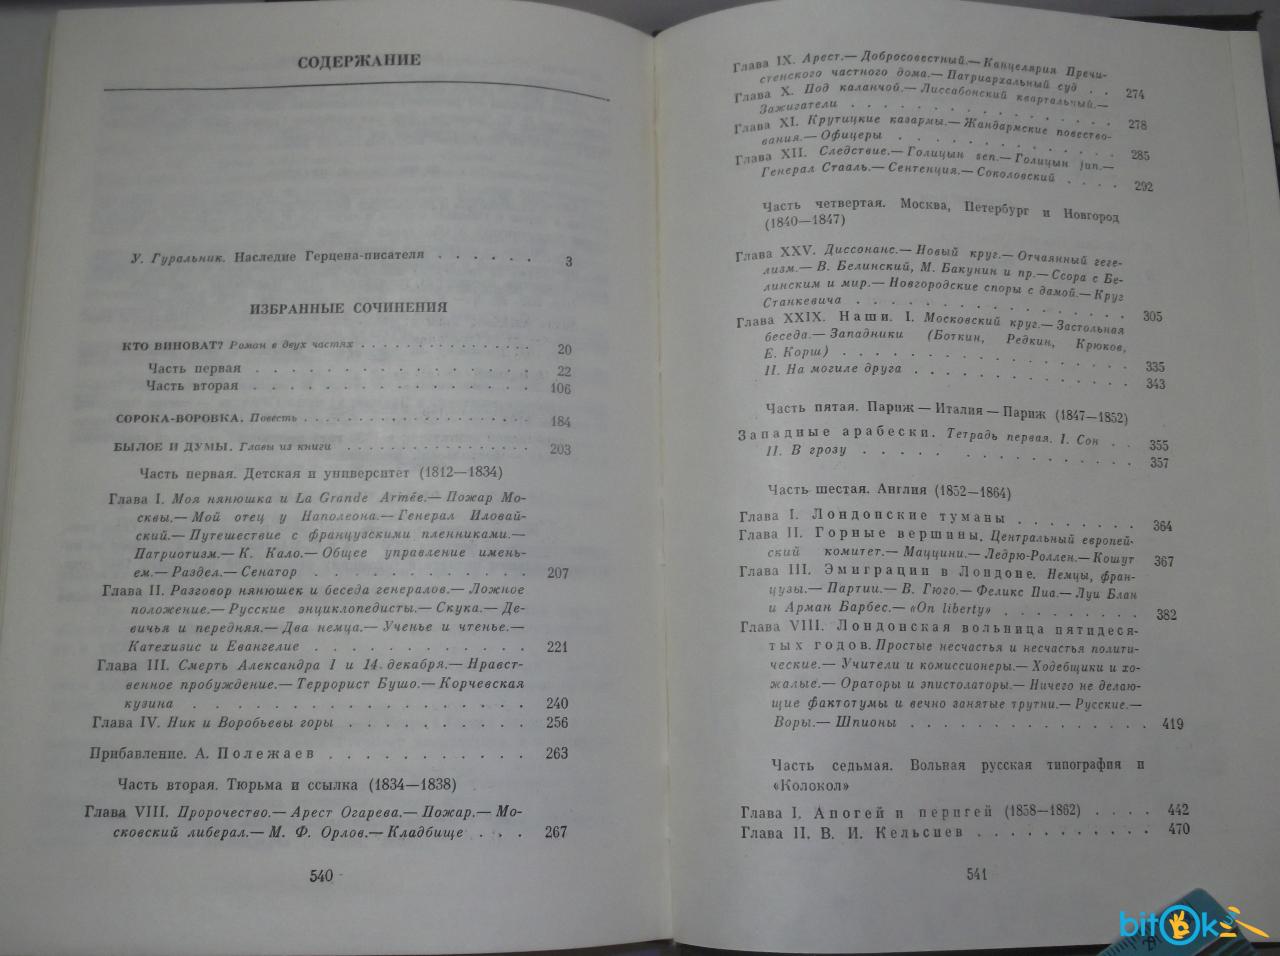 СОДЕРЖАНИЕ
У. Гуральник. Наследие Герцена-писателя . . . . . . 3
ИЗБРАННЫЕ СОЧИНЕНИЯ
КТО ВИНОВАТ? Роман в двух частях . . . . . . . . . . . . . . 20
Часть первая . . . . . . . . . . . . . . 22
Часть вторая . . . . . . . . . . . . . . 106
СОРОКА-ВОРОВКА. Повесть . . . . . . . . . . . . . . . . . . 184
БЫЛОЕ И ДУМЫ. Главы из книги . . . . . . . . . . . . . . . 203
Часть первая. Детская и университет (1812—1834)
Глава I. Моя нянюшка и La Grande Armée.— Пожар Мо-
сквы.— Мой отец у Наполеона.— Генерал Иловай-
ский.— Путешествие с французскими пленниками.—
Патриотизм.— К. Кало.— Общее управление имень-
ем.— Раздел.— Сенатор . . . . . . . . . . . 207
Глава II. Разговор нянюшек и беседа генералов.— Ложное
положение.— Русские энциклопедисты.— Скука.— Де-
вичья и передняя.— Два немца.— Ученье и чтенье.—
Катехизис и Евангелие . . . . . . . . . . . 221
Глава III. Смерть Александра I и 14 декабря.— Нравст-
венное пробуждение.— Террорист Бушо.— Корчевская
кузина . . . . . . . . . . . . . . . . . 240
Глава IV. Ник и Воробьевы горы . . . . . . . . . . 256
Прибавление. А. Полежаев . . . . . . . . . . . 263
Часть вторая. Тюрьма и ссылка (1834—1838)
Глава VIII. Пророчество.— Арест Огарева.— Пожар.— Мо-
сковский либерал.— М. Ф. Орлов.— Кладбище . . . 267
540
Глава IX. Арест.— Добросовестный.— Канцелярия Пречи-
стенского частного дома.— Патриархальный суд . . 274
Глава X. Под каланчой.— Лиссабонский квартальный.—
Зажигатели . . . . . . . . . . . . . . 278
Глава XI. Крутицкие казармы.— Жандармские повество-
вания.— Офицеры . . . . . . . . . . . . 285
Глава XII. Следствие.— Голицын sen.— Голицын jun.—
Генерал Стааль.— Сентенция.— Соколовский . . . . 292
Часть четвертая. Москва, Петербург и Новгород
(1840—1847)
Глава XXV. Диссонанс.— Новый круг.— Отчаянный геге-
лизм.— В. Белинский, М. Бакунин и пр.— Ссора с Бе-
линским и мир.— Новгородские споры с дамой.— Круг
Станкевича . . . . . . . . . . . . . . 305
Глава XXIX. Наши. I. Московский круг.— Застольная
беседа.— Западники (Боткин, Редкин, Крюков,
Е. Корш) . . . . . . . . . . . . . . . 335
II. На могиле друга . . . . . . . . . . . . 343
Часть пятая. Париж — Италия — Париж (1847—1852)
Западные арабески. Тетрадь первая. I. Сон . . 355
II. В грозу . . . . . . . . . . . . . . 357
Часть шестая. Англия (1852—1864)
Глава I. Лондонские туманы . . . . . . . . 364
Глава II. Горные вершины. Центральный европей-
ский комитет.— Маццини.— Ледрю-Роллен.— Кошут 367
Глава III. Эмиграции в Лондоне. Немцы, фран-
цузы.— Партии.— В. Гюго.— Феликс Пиа.— Луи Блан
и Арман Барбес.— «On liberty» . . . . . . . . . 382
Глава VIII. Лондонская вольница пятидеся-
тых годов. Простые несчастья и несчастья полити-
ческие.— Учители и комиссионеры.— Ходебщики и хо-
жалые.— Ораторы и эпистолаторы.— Ничего не делаю-
щие фактотумы и вечно занятые трутни.— Русские.—
Воры.— Шпионы . . . . . . . . . . . . . 419
Часть седьмая. Вольная русская типография и
«Колокол»
Глава I. Апогей и перигей (1858—1862) . . . . 442
Глава II. В. И. Кельсиев . . . . . . . . . . . 470
541
bitok